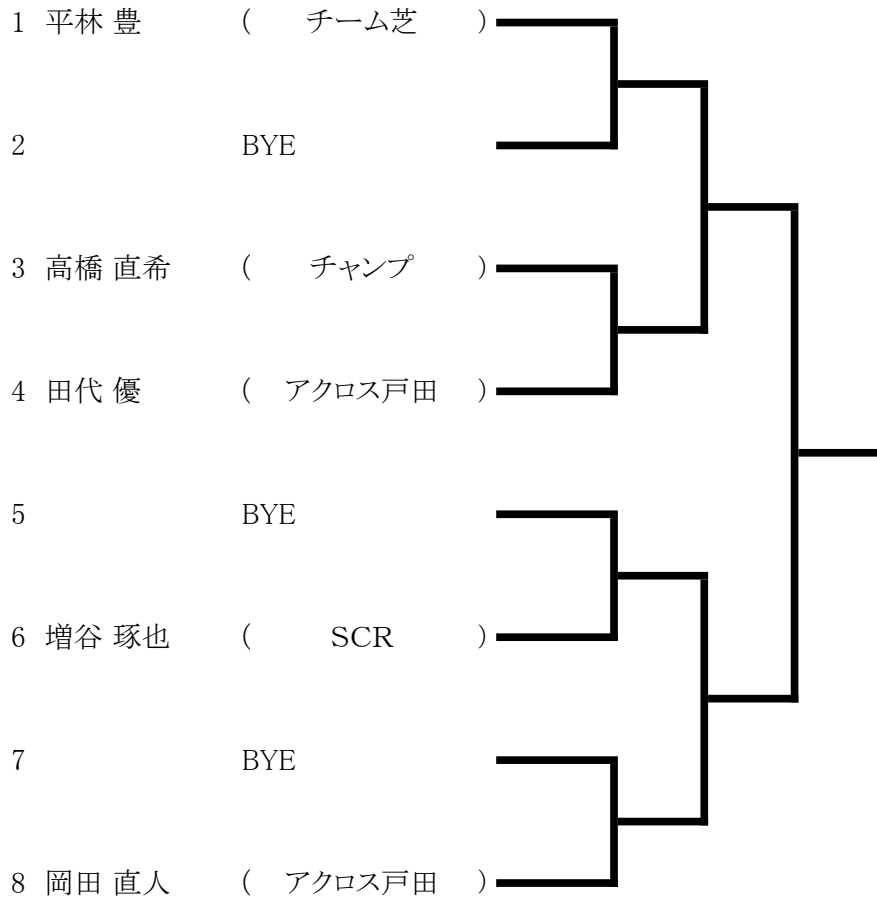 1 平林 豊 ( チーム芝 )
2 BYE
3 高橋 直希 ( チャンプ )
4 田代 優 ( アクロス戸田 )
5 BYE
6 増谷 琢也 ( SCR )
7 BYE
8 岡田 直人 ( アクロス戸田 )